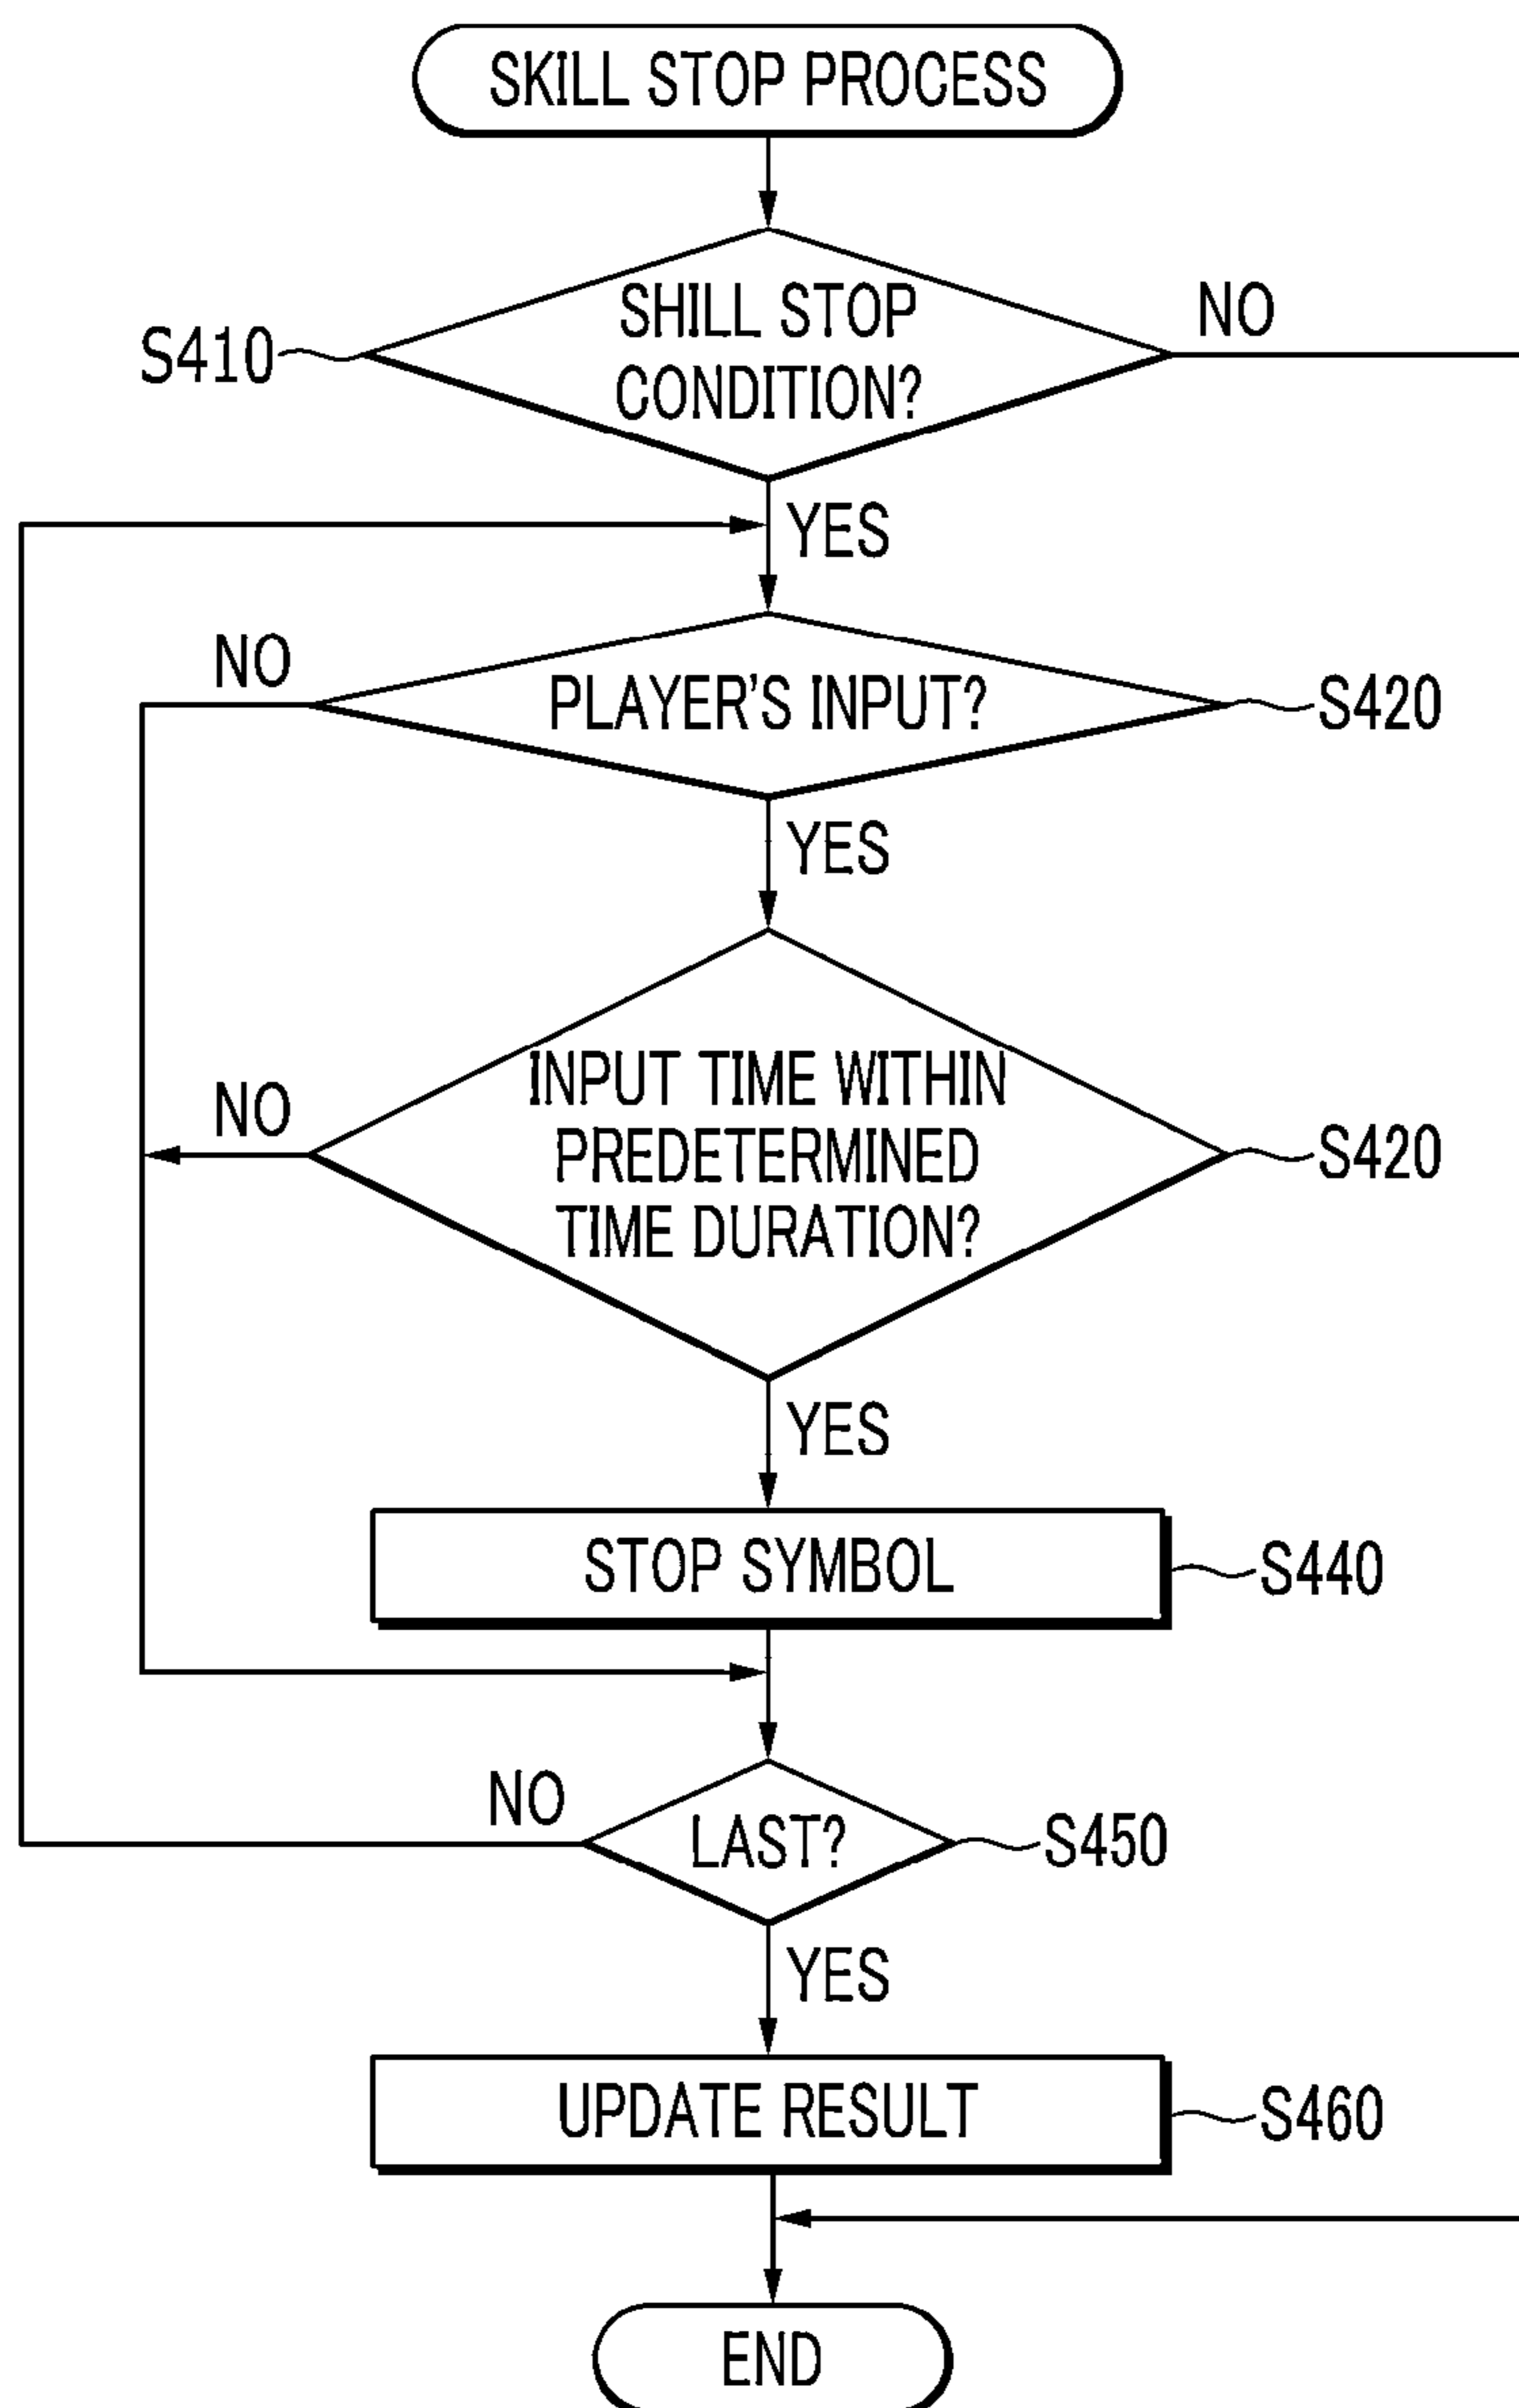 SKILL STOP PROCESS
SHILL STOP
CONDITION?
NO
S410
YES
NO
PLAYER'S INPUT?
S420
YES
INPUT TIME WITHIN
PREDETERMINED
TIME DURATION?
NO
S420
YES
STOP SYMBOL
S440
NO
LAST?
S450
YES
UPDATE RESULT
S460
END